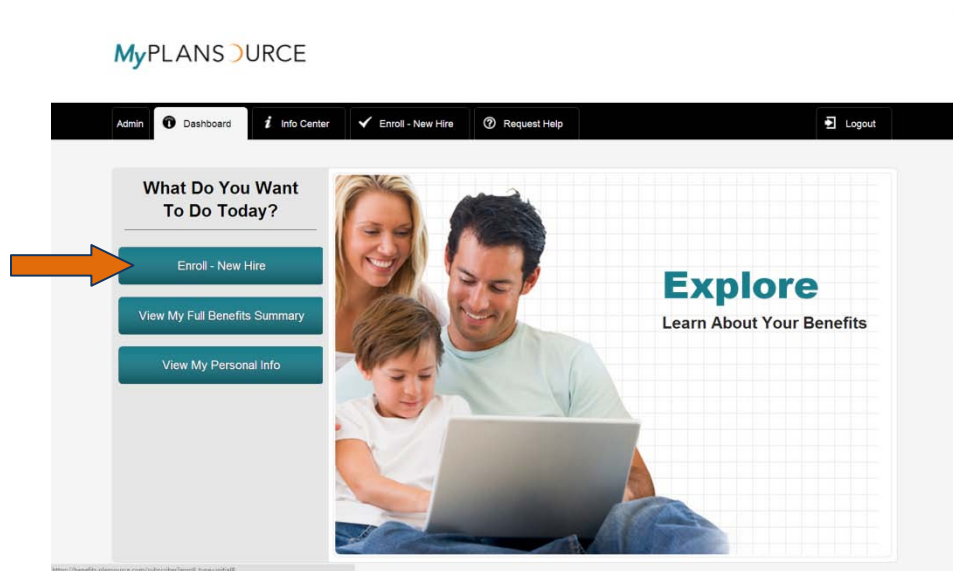 MyPLANSOURCE
Admin Dashboard Info Center Enroll - New Hire Request Help Logout
What Do You Want
To Do Today?
Enroll - New Hire
View My Full Benefits Summary
View My Personal Info
Explore
Learn About Your Benefits